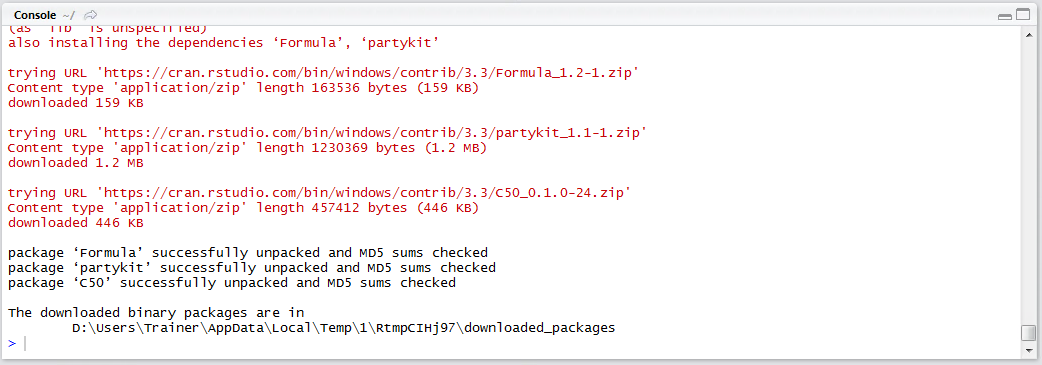 Console ~/
(as ‘lib’ is unspecified)
also installing the dependencies ‘Formula’, ‘partykit’
trying URL 'https://cran.rstudio.com/bin/windows/contrib/3.3/Formula_1.2-1.zip'
Content type 'application/zip' length 163536 bytes (159 KB)
downloaded 159 KB
trying URL 'https://cran.rstudio.com/bin/windows/contrib/3.3/partykit_1.1-1.zip'
Content type 'application/zip' length 1230369 bytes (1.2 MB)
downloaded 1.2 MB
trying URL 'https://cran.rstudio.com/bin/windows/contrib/3.3/C50_0.1.0-24.zip'
Content type 'application/zip' length 457412 bytes (446 KB)
downloaded 446 KB
package ‘Formula’ successfully unpacked and MD5 sums checked
package ‘partykit’ successfully unpacked and MD5 sums checked
package ‘C50’ successfully unpacked and MD5 sums checked
The downloaded binary packages are in
D:\Users\Trainer\AppData\Local\Temp\1\RtmpCIHj97\downloaded_packages
>